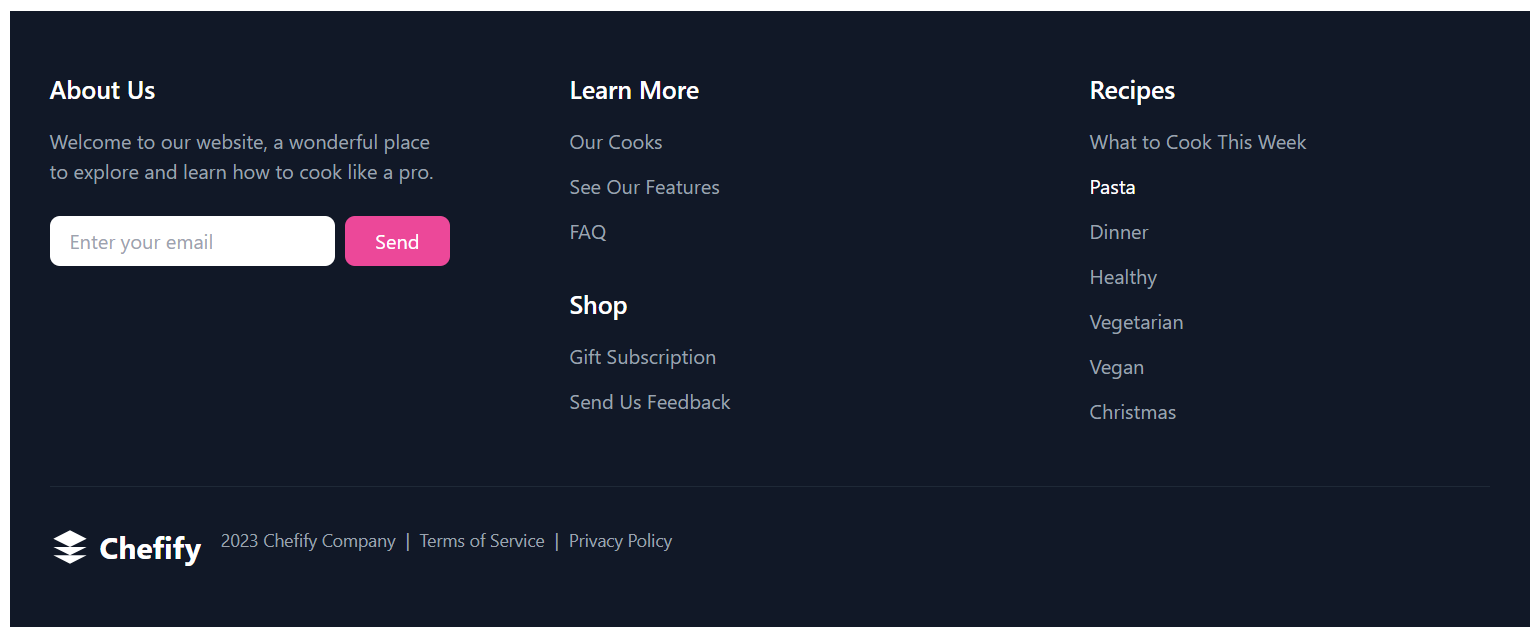 About Us
Welcome to our website, a wonderful place
to explore and learn how to cook like a pro.
Enter your email
Send
Learn More
Our Cooks
See Our Features
FAQ
Shop
Gift Subscription
Send Us Feedback
Recipes
What to Cook This Week
Pasta
Dinner
Healthy
Vegetarian
Vegan
Christmas
Chefify
2023 Chefify Company | Terms of Service | Privacy Policy